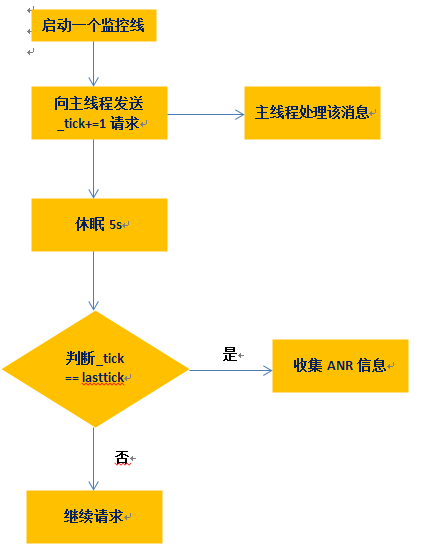 启动一个监控线
向主线程发送
_tick+=1 请求
主线程处理该消息
休眠 5s
判断_tick
== lasttick
是
收集 ANR 信息
否
继续请求